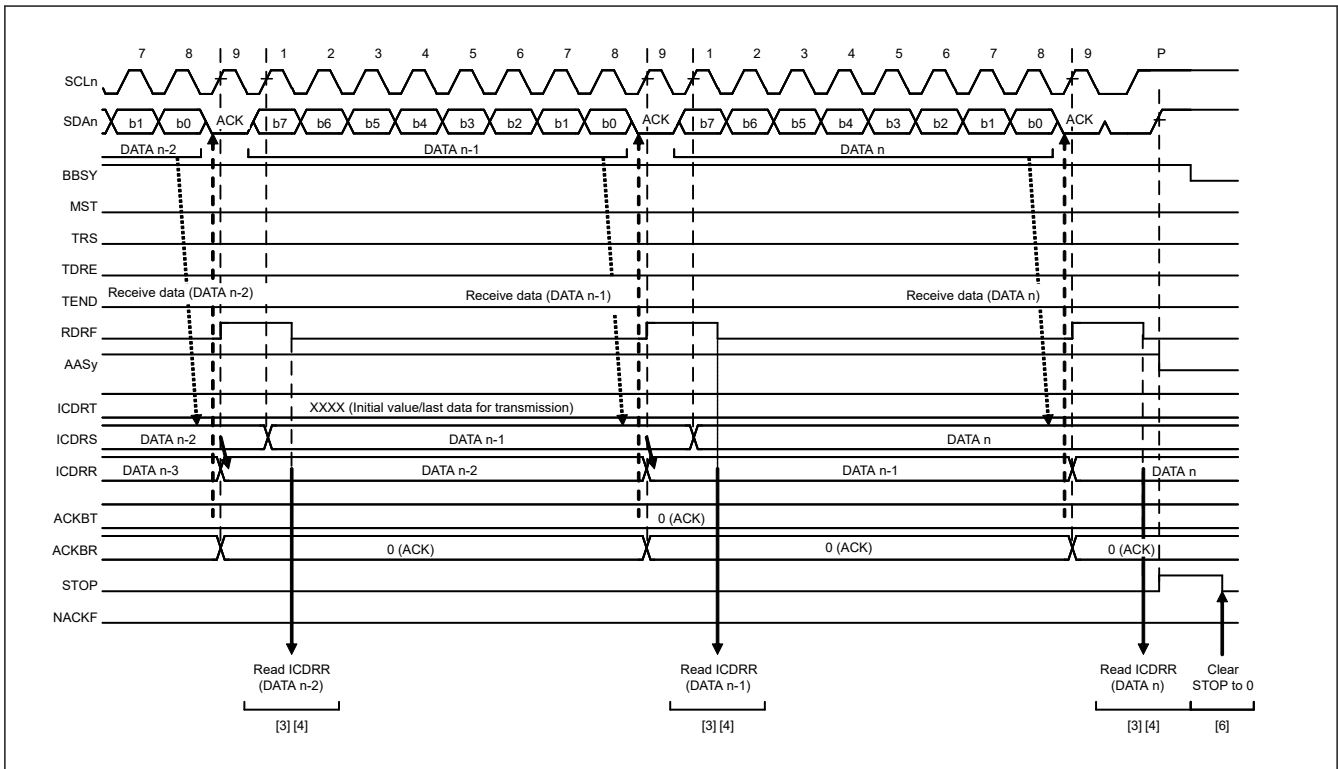 7 8 9 1 2 3 4 5 6 7 8 9 1 2 3 4 5 6 7 8 9 P
SCLn
SDAn b1 b0 ACK b7 b6 b5 b4 b3 b2 b1 b0 ACK b7 b6 b5 b4 b3 b2 b1 b0 ACK
DATA n-2 DATA n-1 DATA n
BBSY
MST
TRS
TDRE
Receive data (DATA n-2) Receive data (DATA n-1) Receive data (DATA n)
TEND
RDRF
AASy
ICDRT XXXX (Initial value/last data for transmission)
ICDRS DATA n-2 DATA n-1 DATA n
ICDRR DATA n-3 DATA n-2 DATA n-1 DATA n
ACKBT 0 (ACK)
ACKBR 0 (ACK) 0 (ACK) 0 (ACK)
STOP
NACKF
Read ICDRR Read ICDRR Read ICDRR Clear
(DATA n-2) (DATA n-1) (DATA n) STOP to 0
[3] [4] [3] [4] [3] [4] [6]